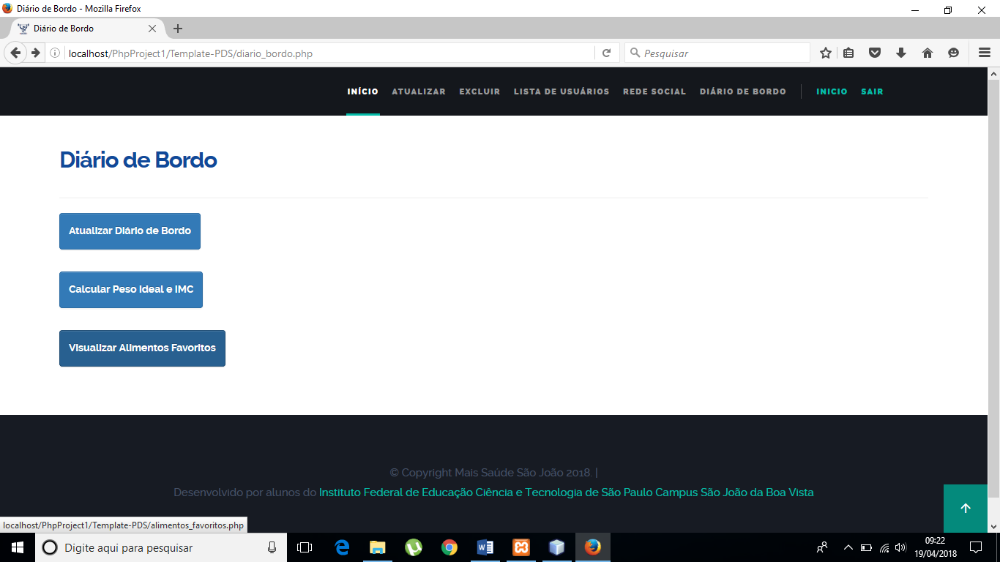 Diário de Bordo - Mozilla Firefox
Diário de Bordo
localhost/PhpProject1/Template-PDS/diario_bordo.php
Pesquisar
INÍCIO ATUALIZAR EXCLUIR LISTA DE USUÁRIOS REDE SOCIAL DIÁRIO DE BORDO INICIO SAIR
Diário de Bordo
Atualizar Diário de Bordo
Calcular Peso Ideal e IMC
Visualizar Alimentos Favoritos
© Copyright Mais Saúde São João 2018. |
Desenvolvido por alunos do Instituto Federal de Educação Ciência e Tecnologia de São Paulo Campus São João da Boa Vista
localhost/PhpProject1/Template-PDS/alimentos_favoritos.php
Digite aqui para pesquisar
09:22
19/04/2018